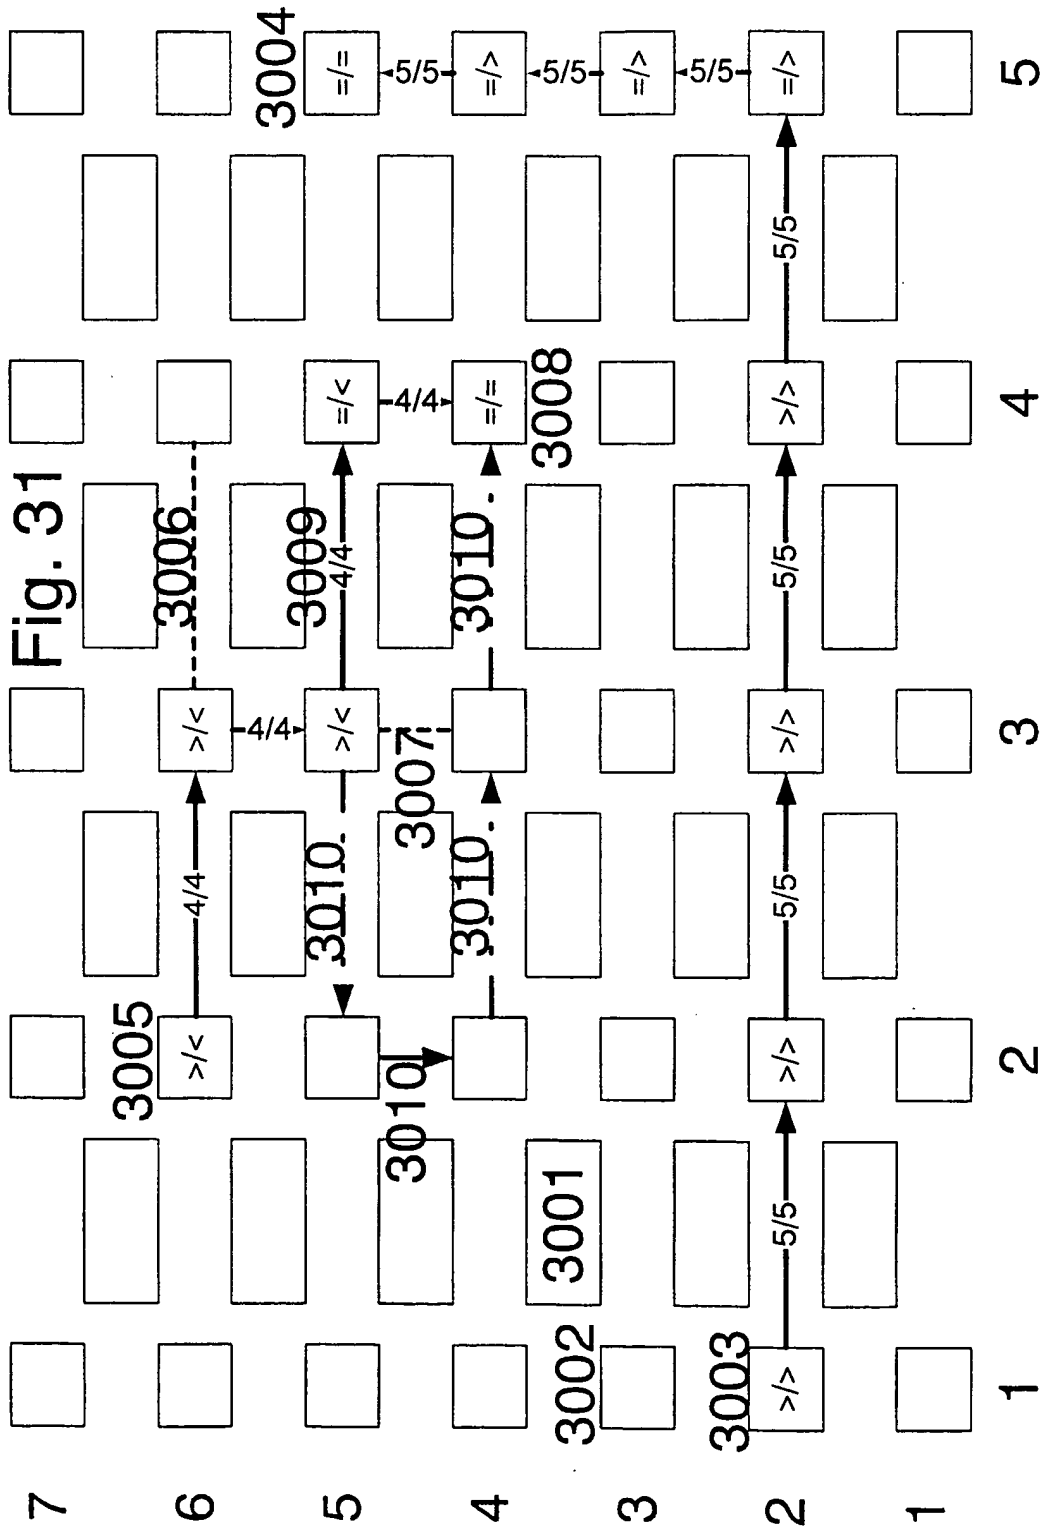 Fig. 31
7
3005
6 >/< 4/4 >/< 3006
4/4
3004
3009
5 3010 >/< 4/4 =/< =/=
3010 3007 4/4 5/5
4 3010 3010 =/= =/>
3002 3001 3008 5/5
3 =/>
3003 5/5
2 >/> 5/5 >/> 5/5 >/> 5/5 >/> 5/5 =/>
1
1 2 3 4 5